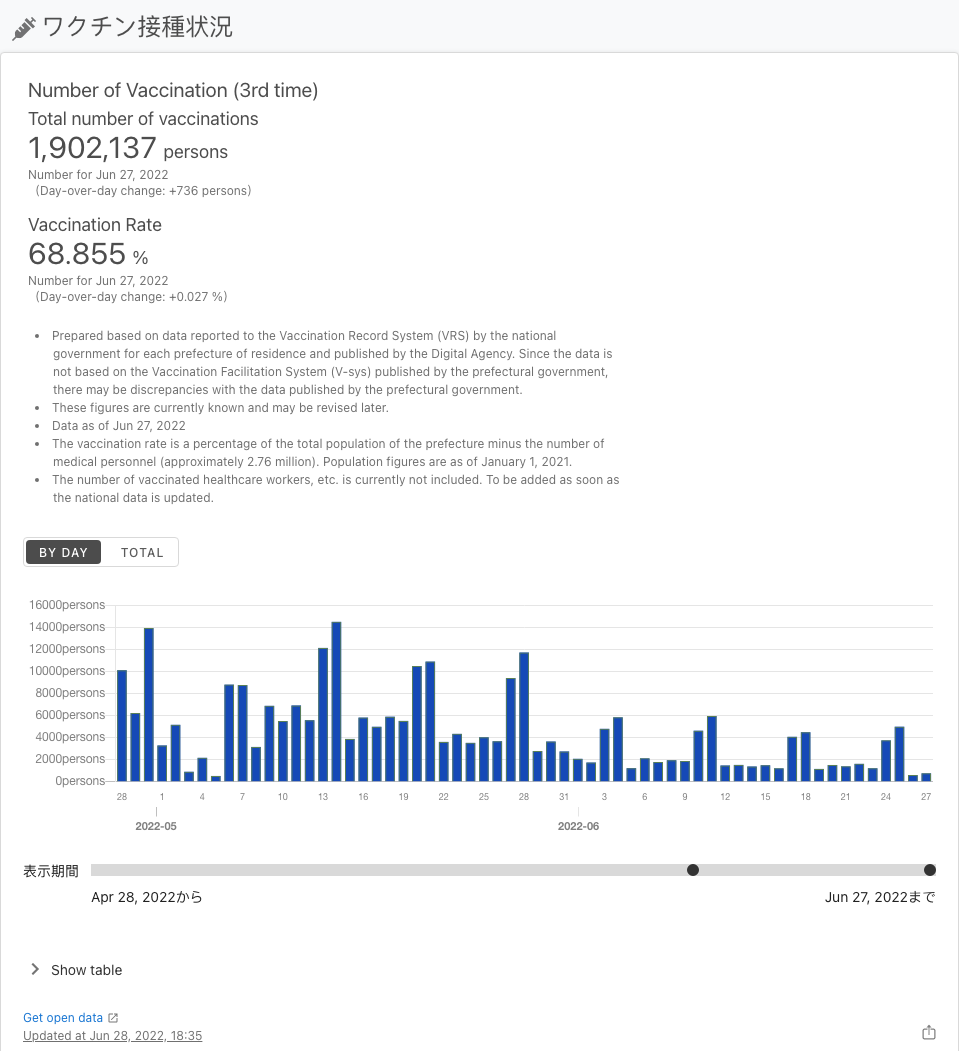 ワクチン接種状況
Number of Vaccination (3rd time)
Total number of vaccinations
1,902,137 persons
Number for Jun 27, 2022
(Day-over-day change: +736 persons)
Vaccination Rate
68.855 %
Number for Jun 27, 2022
(Day-over-day change: +0.027 %)
• Prepared based on data reported to the Vaccination Record System (VRS) by the national
government for each prefecture of residence and published by the Digital Agency. Since the data is
not based on the Vaccination Facilitation System (V-sys) published by the prefectural government,
there may be discrepancies with the data published by the prefectural government.
• These figures are currently known and may be revised later.
• Data as of Jun 27, 2022
• The vaccination rate is a percentage of the total population of the prefecture minus the number of
medical personnel (approximately 2.76 million). Population figures are as of January 1, 2021.
• The number of vaccinated healthcare workers, etc. is currently not included. To be added as soon as
the national data is updated.
BY DAY TOTAL
16000persons
14000persons
12000persons
10000persons
8000persons
6000persons
4000persons
2000persons
0persons
28 1 4 7 10 13 16 19 22 25 28 31 3 6 9 12 15 18 21 24 27
2022-05 2022-06
表示期間
Apr 28, 2022から Jun 27, 2022まで
Show table
Get open data
Updated at Jun 28, 2022, 18:35